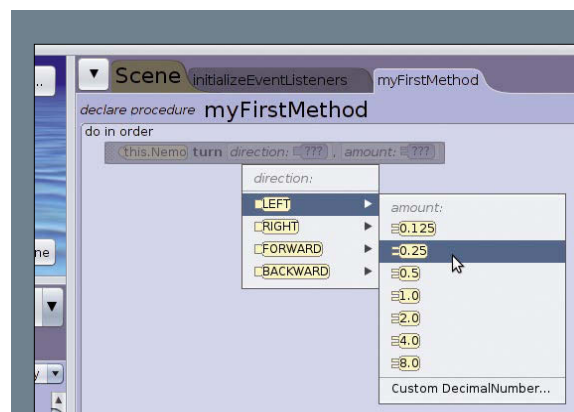 ..
Scene initializeEventListeners myFirstMethod
declare procedure myFirstMethod
do in order
this.Nemo turn direction: ??? , amount: ???
direction:
LEFT
RIGHT
FORWARD
BACKWARD
amount:
0.125
0.25
0.5
1.0
2.0
4.0
8.0
Custom DecimalNumber...
ne
y